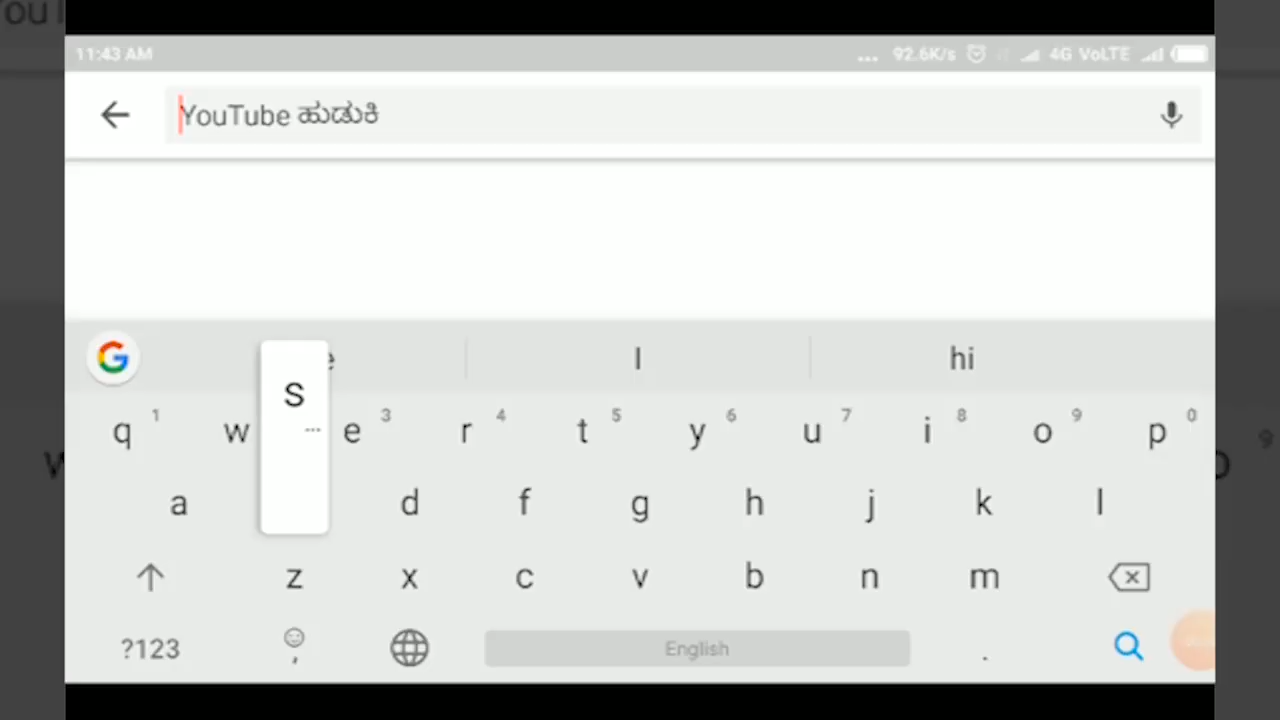 11:43 AM ... 92.6K/s 4G VoLTE
YouTube ಹುಡುಕಿ
I hi
S
...
q 1 w e 3 r 4 t 5 y 6 u 7 i 8 o 9 p 0
a d f g h j k l
z x c v b n m
?123 , English .